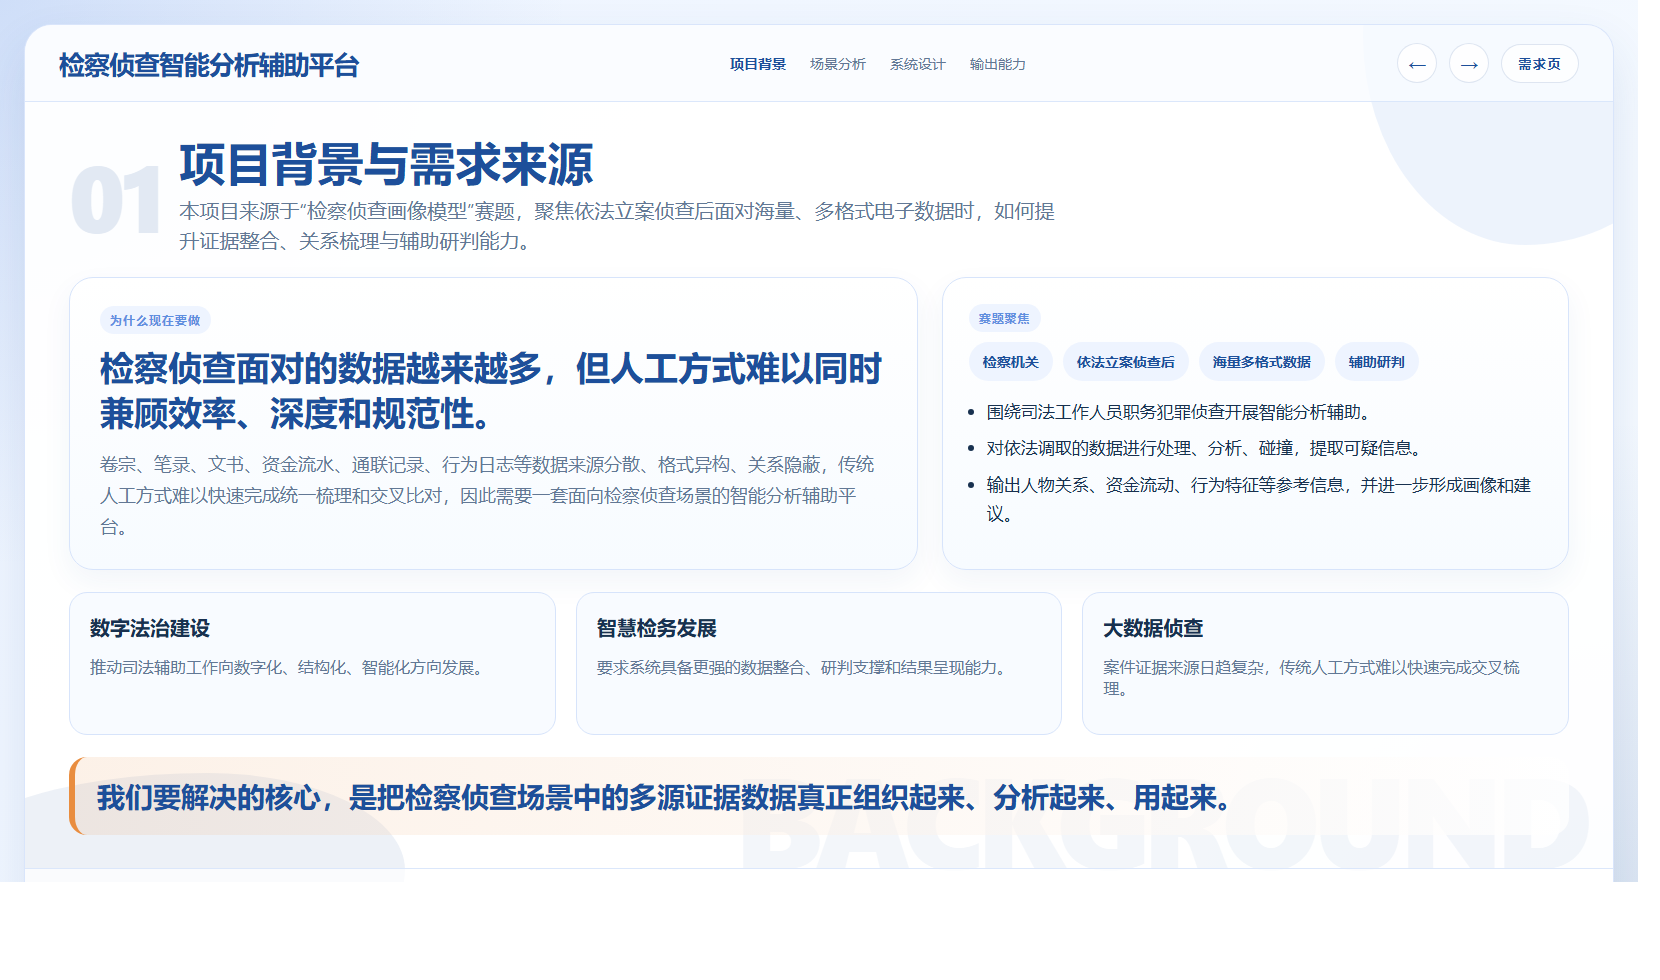 检察侦查智能分析辅助平台
项目背景 场景分析 系统设计 输出能力
← → 需求页
01
项目背景与需求来源
本项目来源于“检察侦查画像模型”赛题，聚焦依法立案侦查后面对海量、多格式电子数据时，如何提
升证据整合、关系梳理与辅助研判能力。
为什么现在要做
检察侦查面对的数据越来越多，但人工方式难以同时
兼顾效率、深度和规范性。
卷宗、笔录、文书、资金流水、通联记录、行为日志等数据来源分散、格式异构、关系隐蔽，传统
人工方式难以快速完成统一梳理和交叉比对，因此需要一套面向检察侦查场景的智能分析辅助平
台。
赛题聚焦
检察机关 依法立案侦查后 海量多格式数据 辅助研判
• 围绕司法工作人员职务犯罪侦查开展智能分析辅助。
• 对依法调取的数据进行处理、分析、碰撞，提取可疑信息。
• 输出人物关系、资金流动、行为特征等参考信息，并进一步形成画像和建
议。
数字法治建设
推动司法辅助工作向数字化、结构化、智能化方向发展。
智慧检务发展
要求系统具备更强的数据整合、研判支撑和结果呈现能力。
大数据侦查
案件证据来源日趋复杂，传统人工方式难以快速完成交叉梳
理。
我们要解决的核心，是把检察侦查场景中的多源证据数据真正组织起来、分析起来、用起来。
BACKGROUND